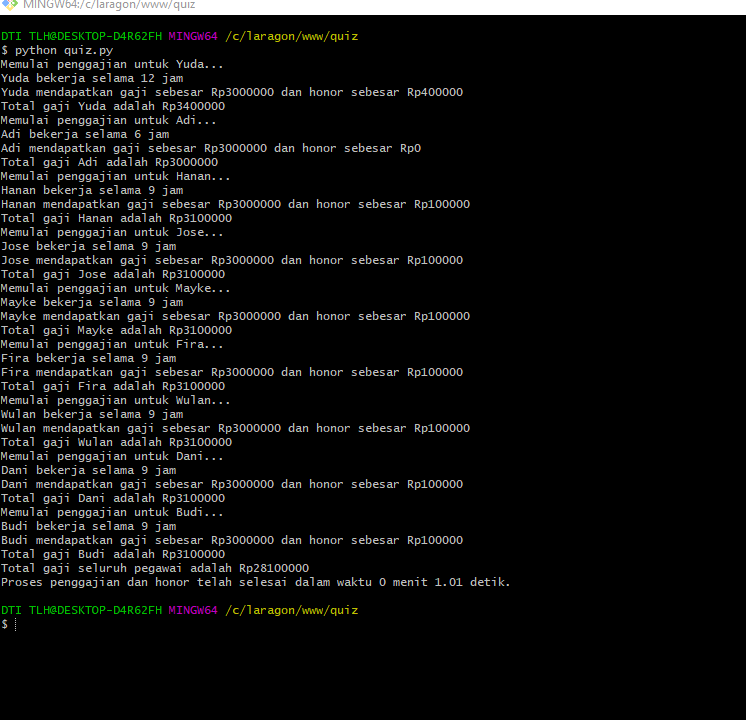 MINGW64:/c/laragon/www/quiz
DTI TLH@DESKTOP-D4R62FH MINGW64 /c/laragon/www/quiz
$ python quiz.py
Memulai penggajian untuk Yuda...
Yuda bekerja selama 12 jam
Yuda mendapatkan gaji sebesar Rp3000000 dan honor sebesar Rp400000
Total gaji Yuda adalah Rp3400000
Memulai penggajian untuk Adi...
Adi bekerja selama 6 jam
Adi mendapatkan gaji sebesar Rp3000000 dan honor sebesar Rp0
Total gaji Adi adalah Rp3000000
Memulai penggajian untuk Hanan...
Hanan bekerja selama 9 jam
Hanan mendapatkan gaji sebesar Rp3000000 dan honor sebesar Rp100000
Total gaji Hanan adalah Rp3100000
Memulai penggajian untuk Jose...
Jose bekerja selama 9 jam
Jose mendapatkan gaji sebesar Rp3000000 dan honor sebesar Rp100000
Total gaji Jose adalah Rp3100000
Memulai penggajian untuk Mayke...
Mayke bekerja selama 9 jam
Mayke mendapatkan gaji sebesar Rp3000000 dan honor sebesar Rp100000
Total gaji Mayke adalah Rp3100000
Memulai penggajian untuk Fira...
Fira bekerja selama 9 jam
Fira mendapatkan gaji sebesar Rp3000000 dan honor sebesar Rp100000
Total gaji Fira adalah Rp3100000
Memulai penggajian untuk Wulan...
Wulan bekerja selama 9 jam
Wulan mendapatkan gaji sebesar Rp3000000 dan honor sebesar Rp100000
Total gaji Wulan adalah Rp3100000
Memulai penggajian untuk Dani...
Dani bekerja selama 9 jam
Dani mendapatkan gaji sebesar Rp3000000 dan honor sebesar Rp100000
Total gaji Dani adalah Rp3100000
Memulai penggajian untuk Budi...
Budi bekerja selama 9 jam
Budi mendapatkan gaji sebesar Rp3000000 dan honor sebesar Rp100000
Total gaji Budi adalah Rp3100000
Total gaji seluruh pegawai adalah Rp28100000
Proses penggajian dan honor telah selesai dalam waktu 0 menit 1.01 detik.
DTI TLH@DESKTOP-D4R62FH MINGW64 /c/laragon/www/quiz
$